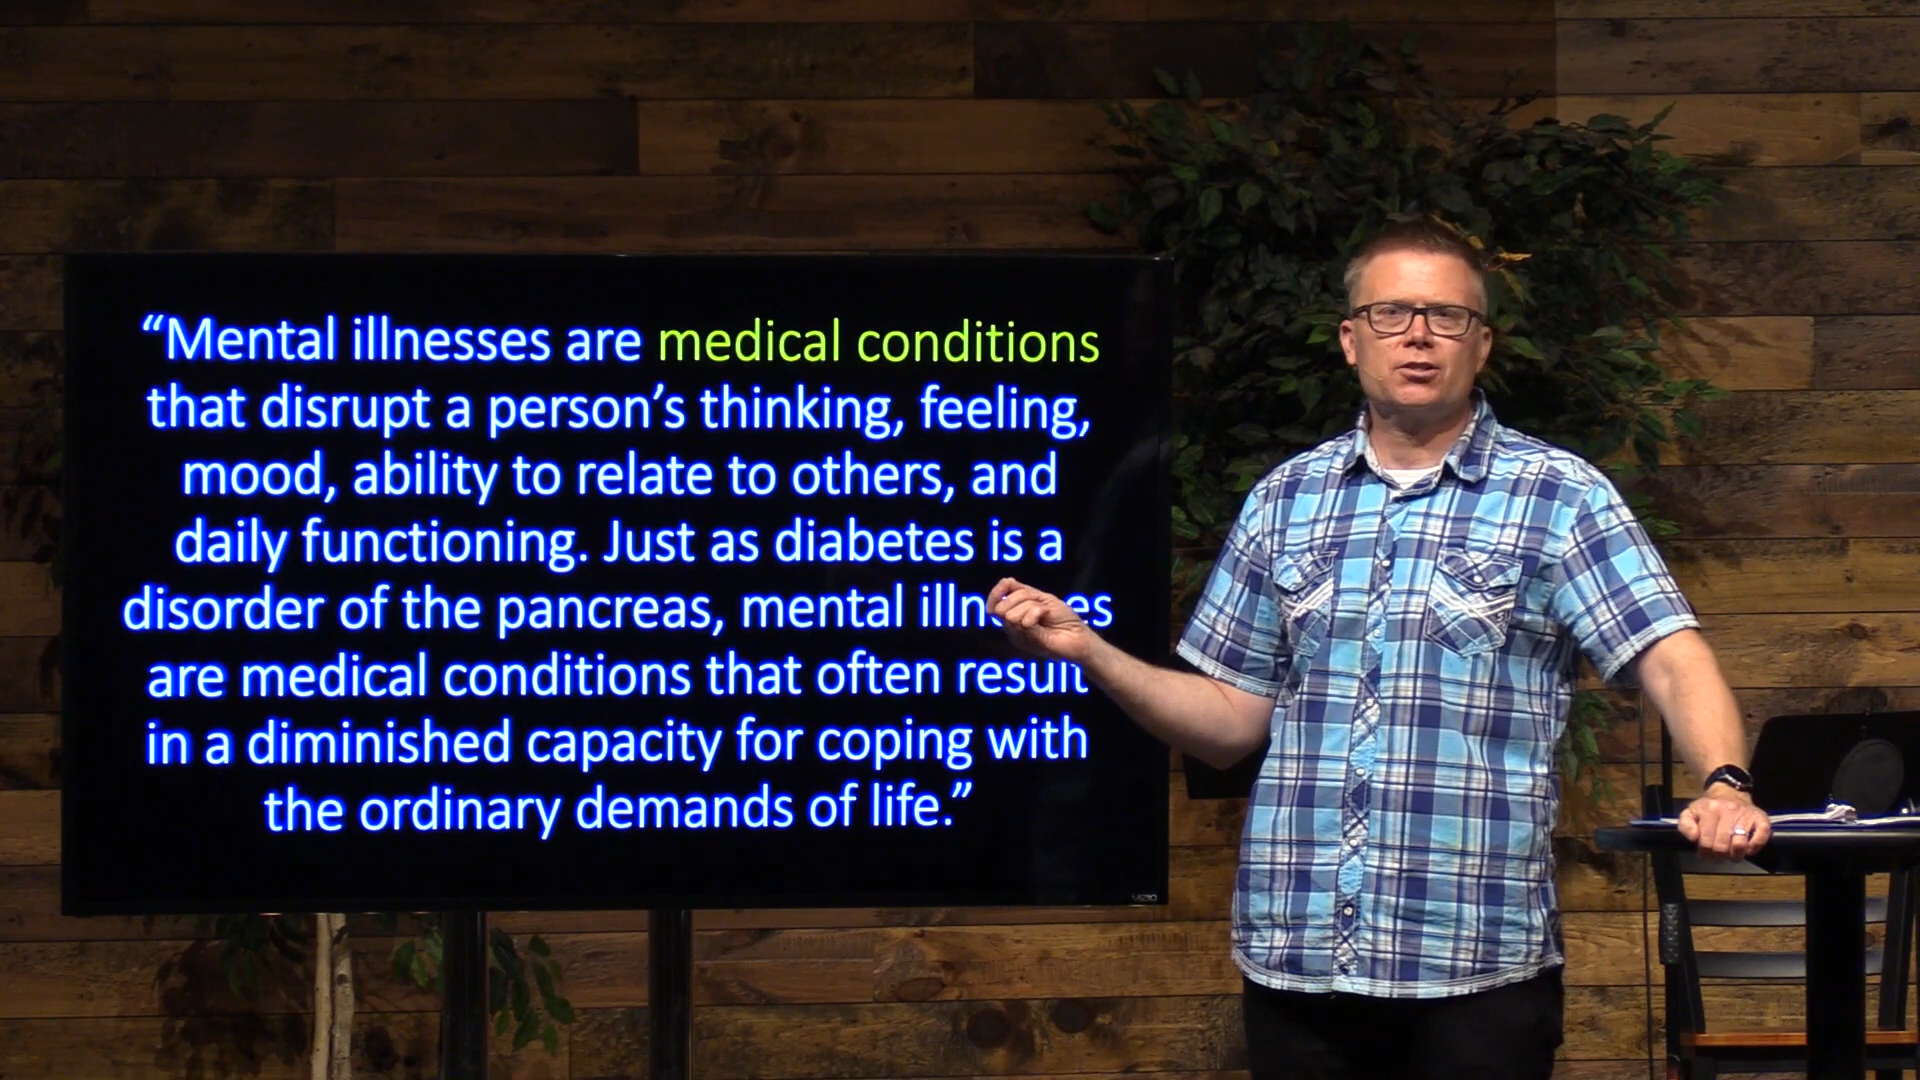 “Mental illnesses are medical conditions
that disrupt a person’s thinking, feeling,
mood, ability to relate to others, and
daily functioning. Just as diabetes is a
disorder of the pancreas, mental illnesses
are medical conditions that often result
in a diminished capacity for coping with
the ordinary demands of life.”
VIZIO